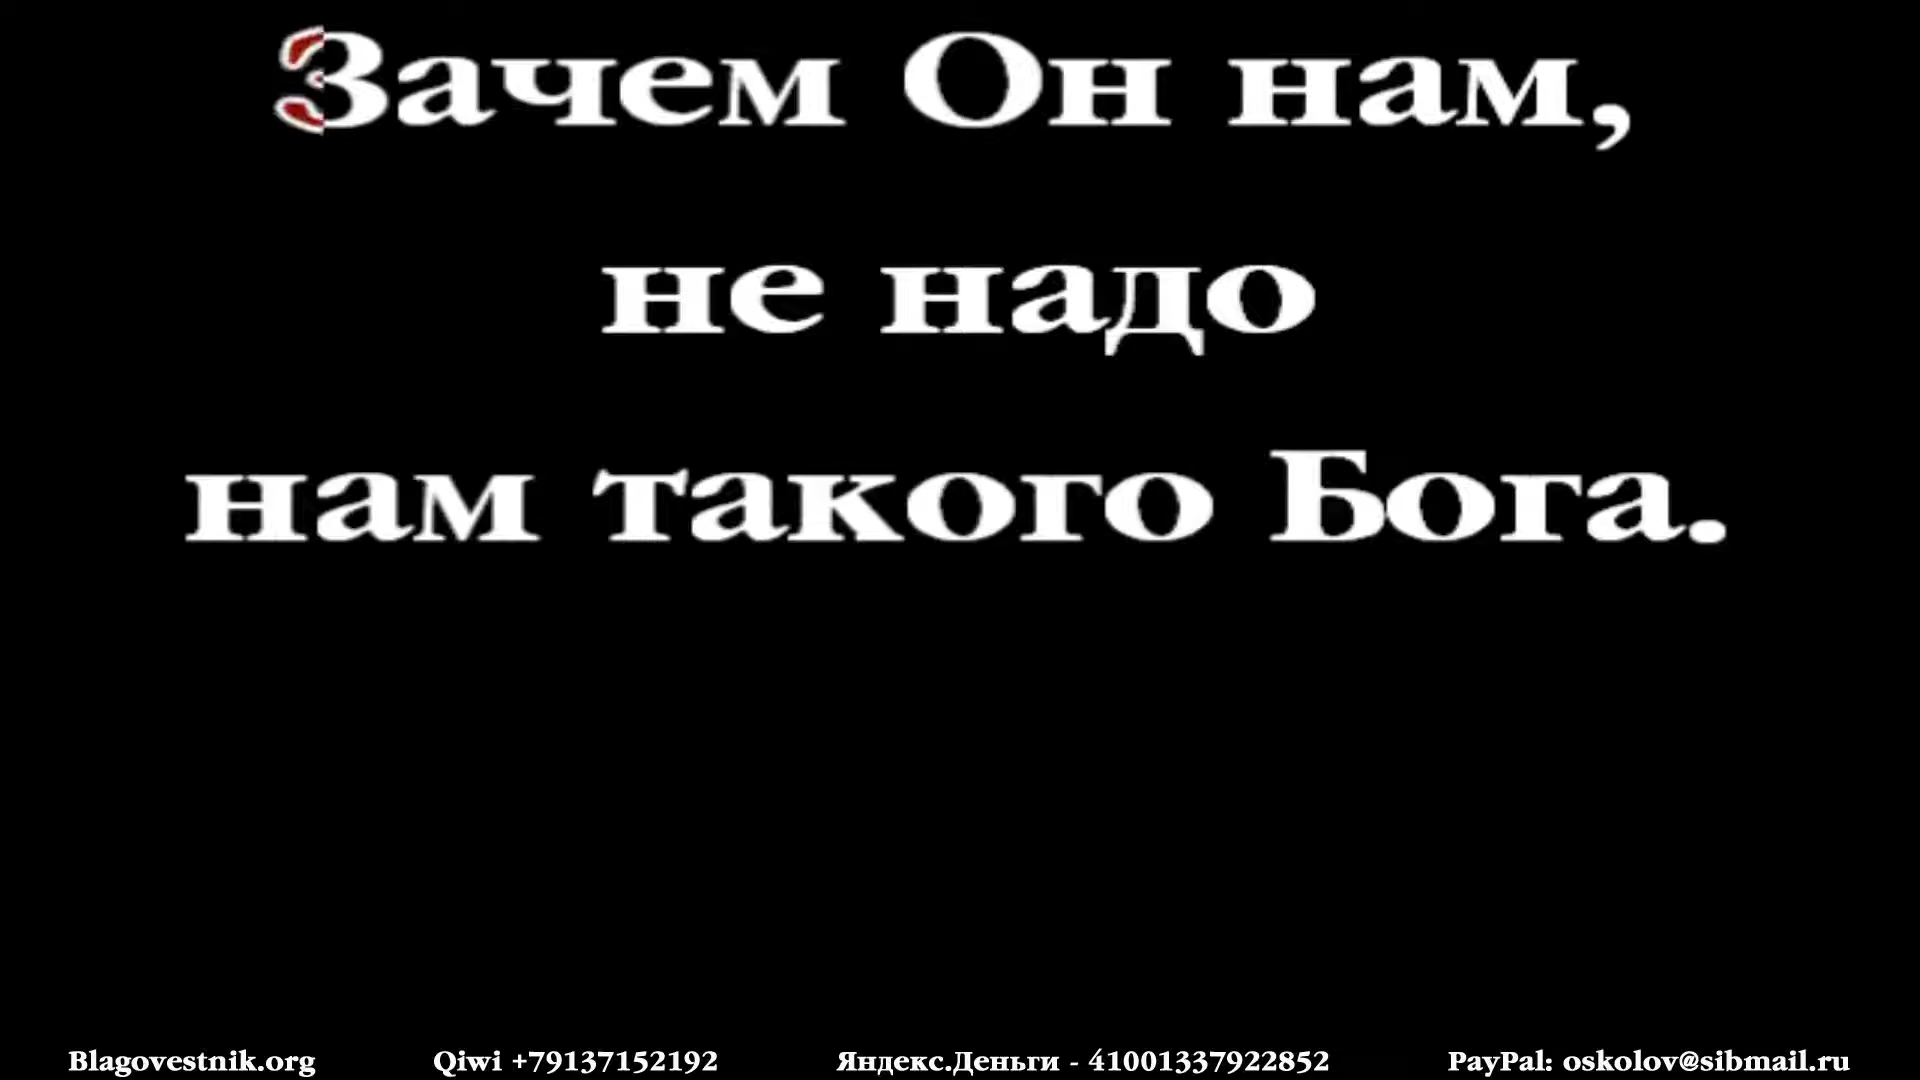 Зачем Он нам,
не надо
нам такого Бога.
Blagovestnik.org Qiwi +79137152192 Яндекс.Деньги - 41001337922852 PayPal: oskolov@sibmail.ru